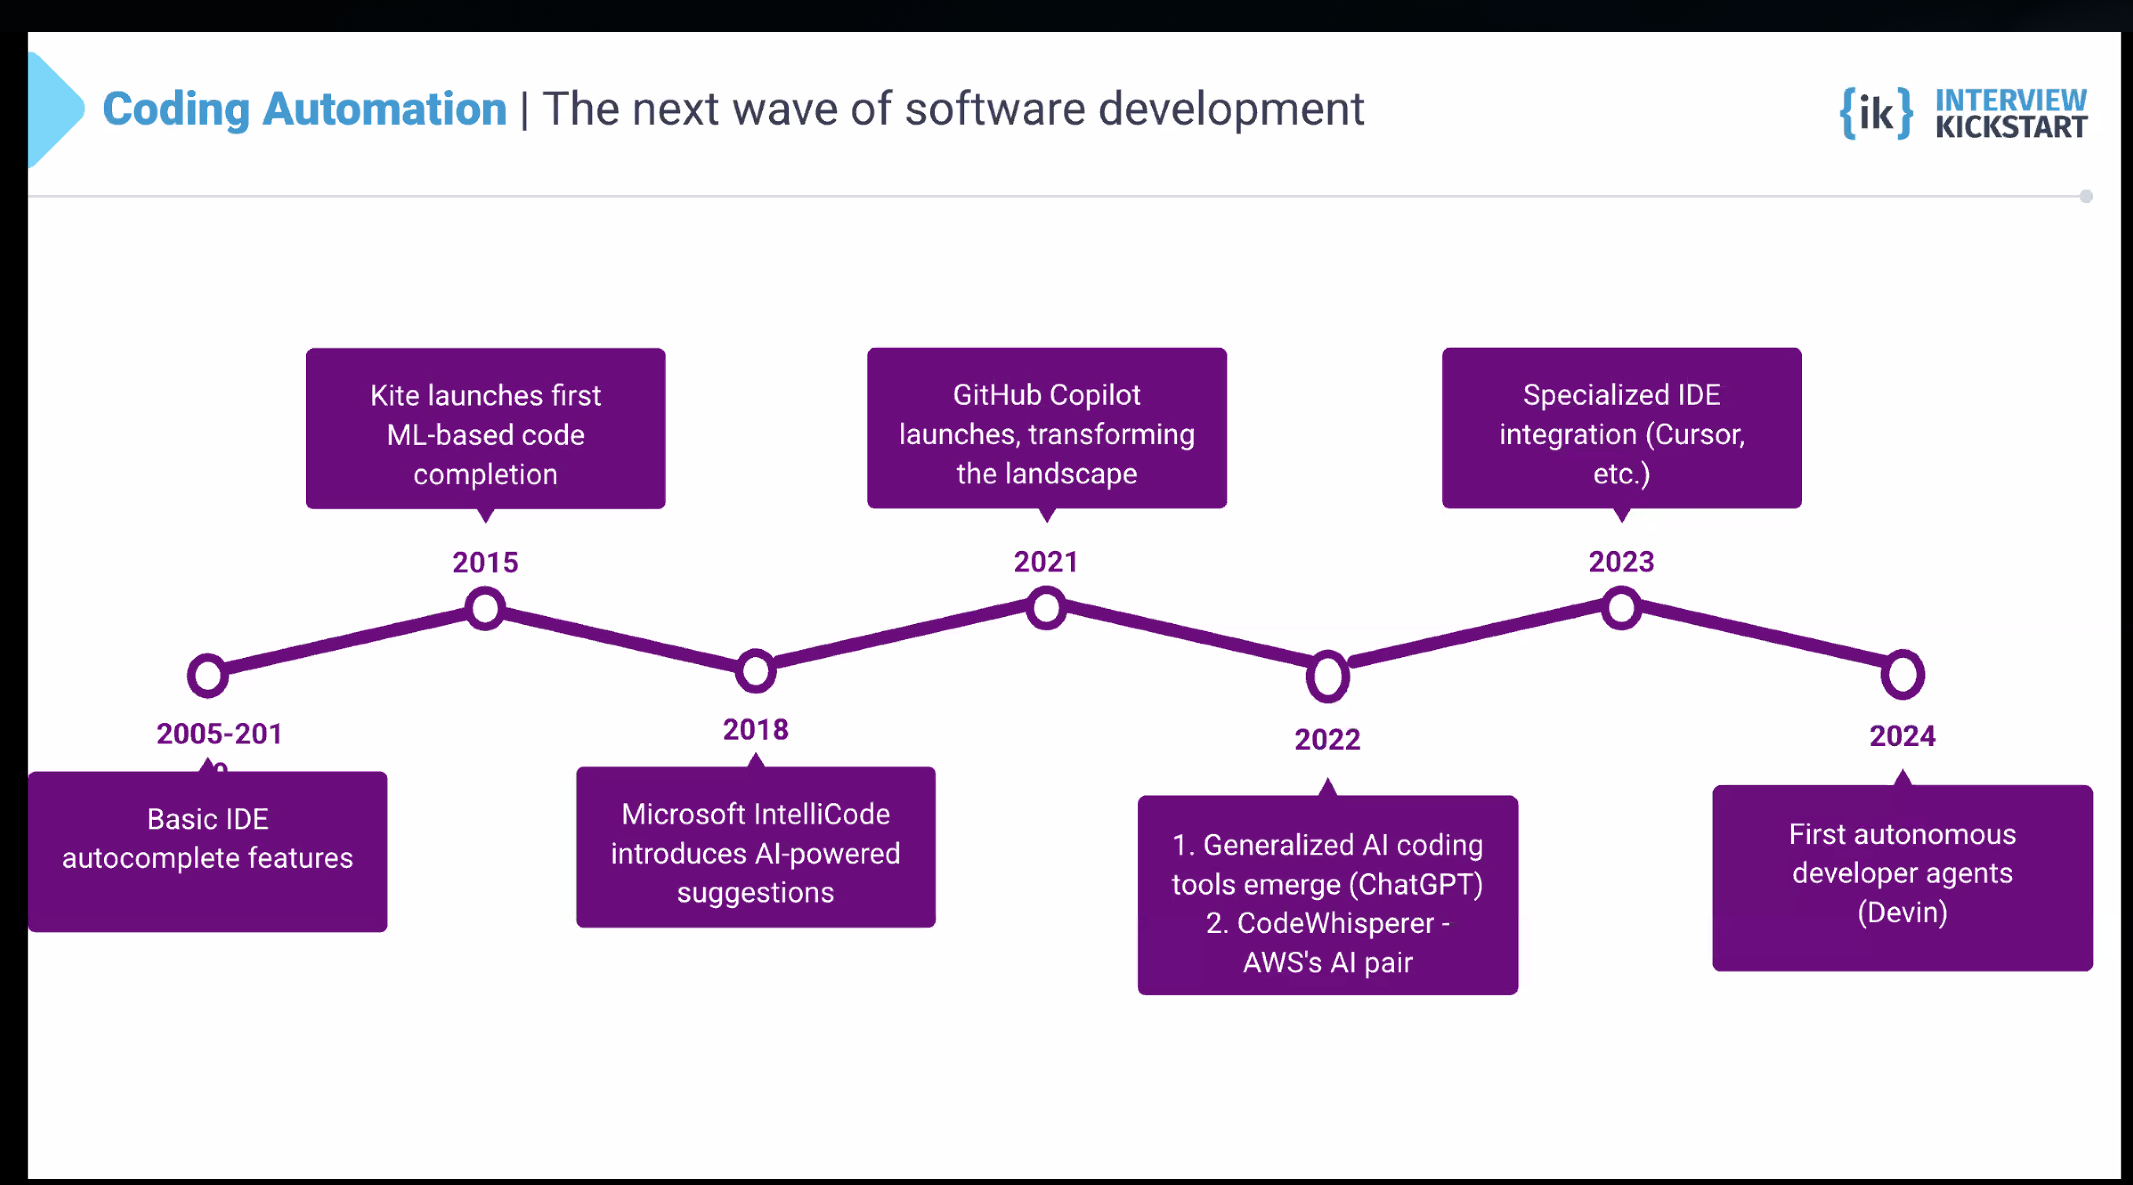 Coding Automation | The next wave of software development
{ik} INTERVIEW
KICKSTART
Kite launches first
ML-based code
completion
GitHub Copilot
launches, transforming
the landscape
Specialized IDE
integration (Cursor,
etc.)
2015
2021
2023
2005-201
2018
2022
2024
Basic IDE
autocomplete features
Microsoft IntelliCode
introduces AI-powered
suggestions
1. Generalized AI coding
tools emerge (ChatGPT)
2. CodeWhisperer -
AWS's AI pair
First autonomous
developer agents
(Devin)